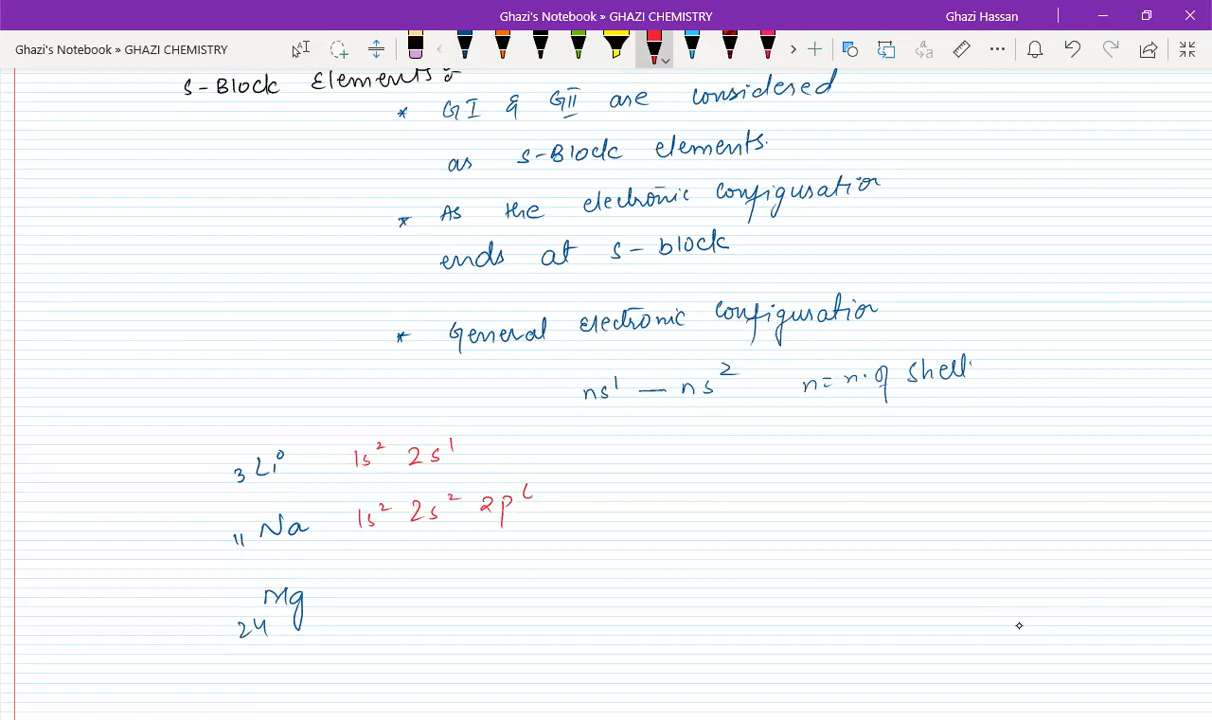 Ghazi's Notebook » GHAZI CHEMISTRY
Ghazi Hassan
Ghazi's Notebook » GHAZI CHEMISTRY
S-Block Elements :-
* GI & GII are considered
as s-Block elements.
* As the electronic configuration
ends at s-block
* General electronic configuration
ns¹ — ns² n = n. of shell.
₃Li 1s² 2s¹
₁₁Na 1s² 2s² 2p
₂₄Mg